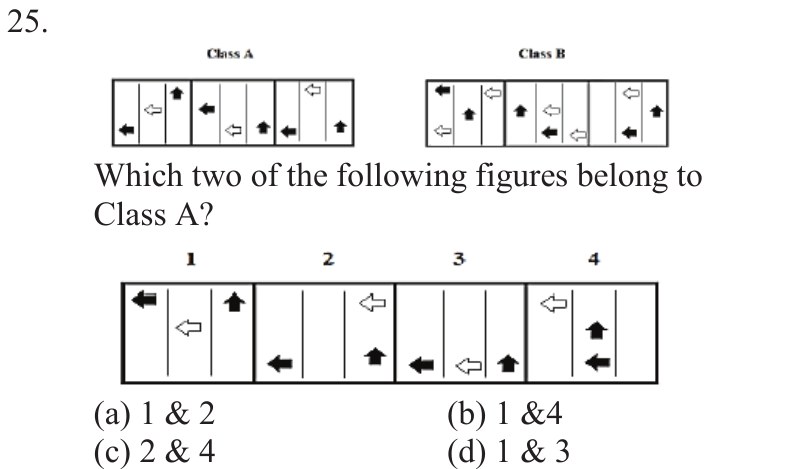 25.
Class A Class B
Which two of the following figures belong to
Class A?
1 2 3 4
(a) 1 & 2 (b) 1 &4
(c) 2 & 4 (d) 1 & 3